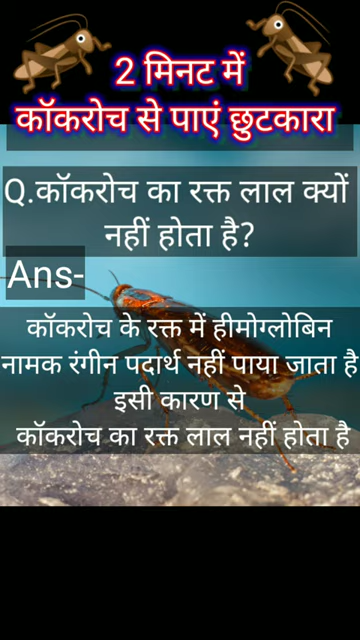 2 मिनट में
कॉकरोच से पाएं छुटकारा
Q.कॉकरोच का रक्त लाल क्यों
नहीं होता है?
Ans-
कॉकरोच के रक्त में हीमोग्लोबिन
नामक रंगीन पदार्थ नहीं पाया जाता है
इसी कारण से
कॉकरोच का रक्त लाल नहीं होता है